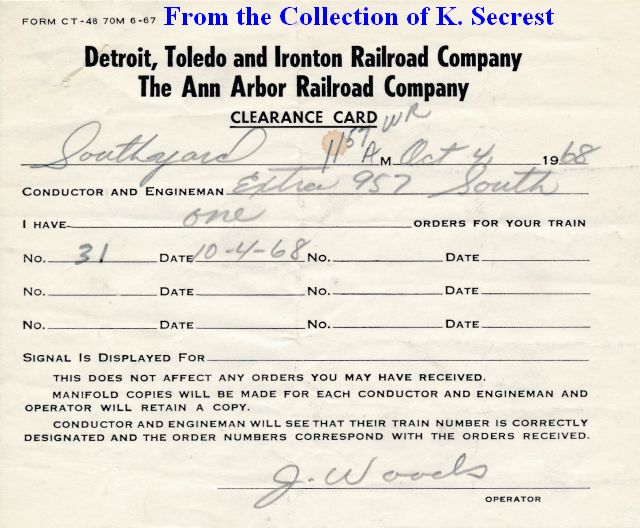 FORM CT-48 70M 6-67 From the Collection of K. Secrest
Detroit, Toledo and Ironton Railroad Company
The Ann Arbor Railroad Company
CLEARANCE CARD
Southyard 11 57 WR A M Oct 4 1968
CONDUCTOR AND ENGINEMAN Extra 957 South
I HAVE one ORDERS FOR YOUR TRAIN
NO. 31 DATE 10-4-68 NO. DATE
NO. DATE NO. DATE
NO. DATE NO. DATE
SIGNAL IS DISPLAYED FOR
THIS DOES NOT AFFECT ANY ORDERS YOU MAY HAVE RECEIVED.
MANIFOLD COPIES WILL BE MADE FOR EACH CONDUCTOR AND ENGINEMAN AND
OPERATOR WILL RETAIN A COPY.
CONDUCTOR AND ENGINEMAN WILL SEE THAT THEIR TRAIN NUMBER IS CORRECTLY
DESIGNATED AND THE ORDER NUMBERS CORRESPOND WITH THE ORDERS RECEIVED.
J. Woods
OPERATOR